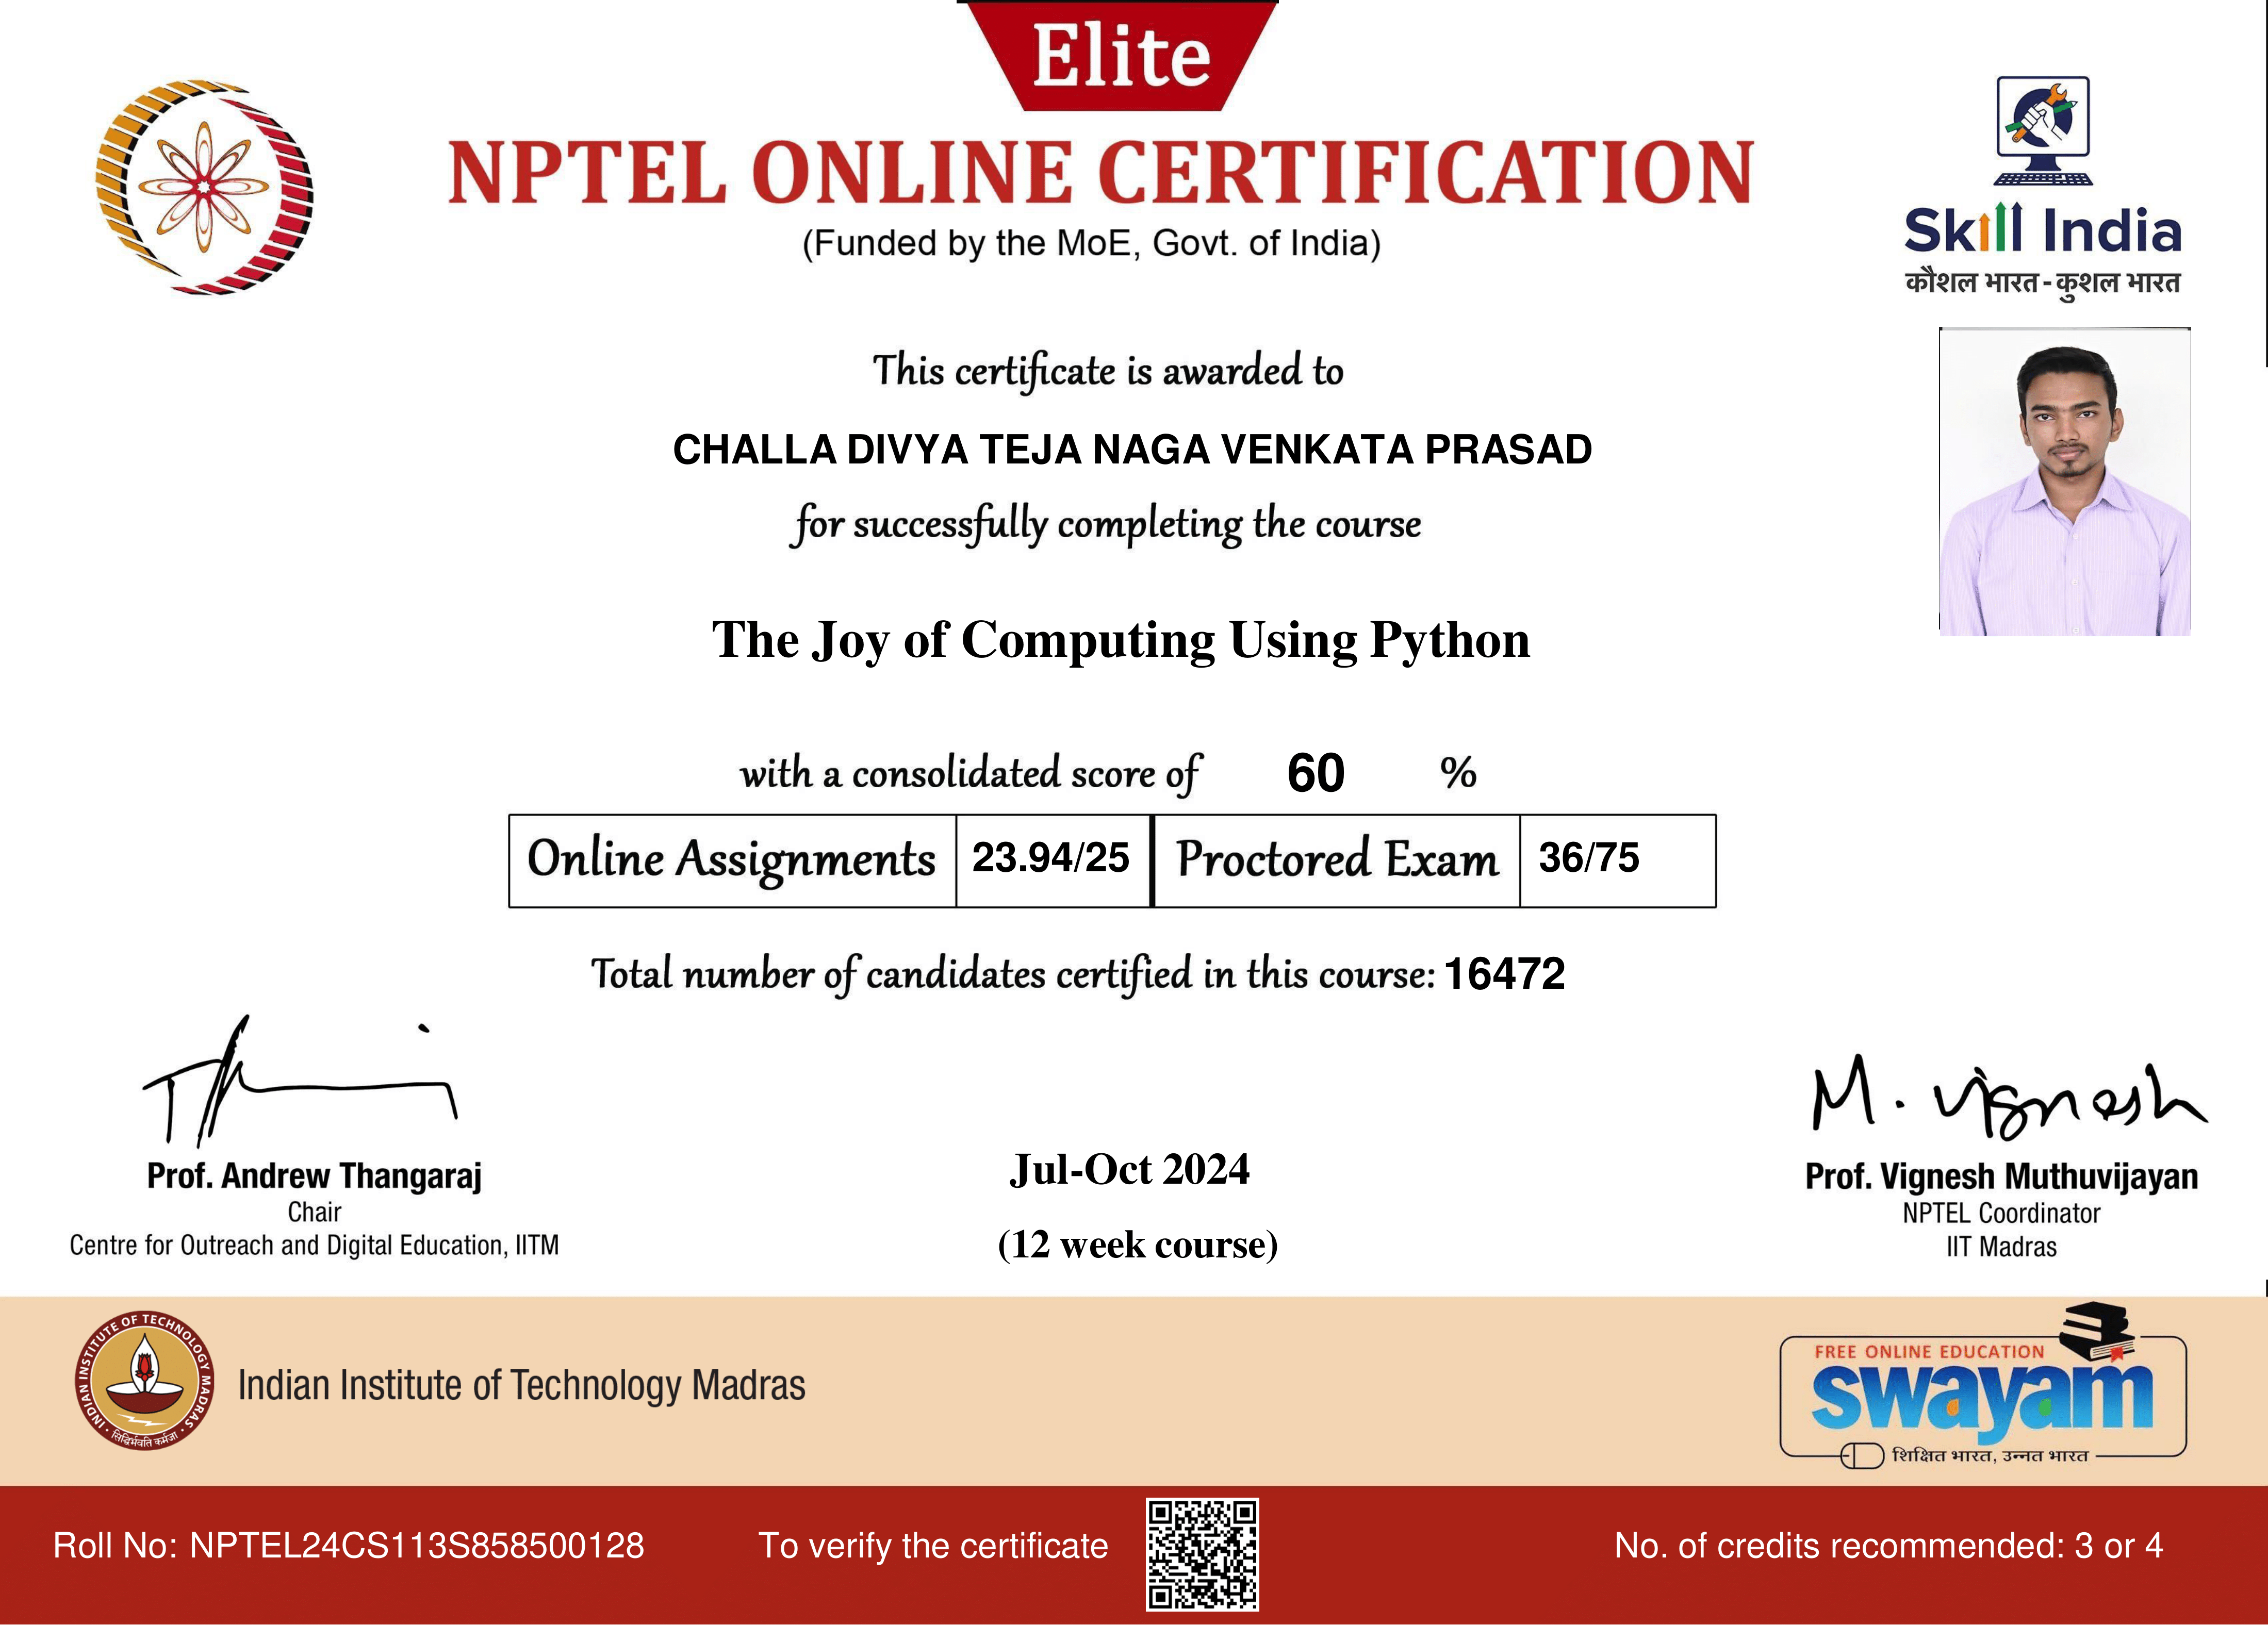 Elite
NPTEL ONLINE CERTIFICATION
(Funded by the MoE, Govt. of India)
Skill India
कौशल भारत - कुशल भारत
This certificate is awarded to
CHALLA DIVYA TEJA NAGA VENKATA PRASAD
for successfully completing the course
The Joy of Computing Using Python
with a consolidated score of 60 %
Online Assignments 23.94/25 Proctored Exam 36/75
Total number of candidates certified in this course: 16472
M. Vignesh
Prof. Andrew Thangaraj
Chair
Centre for Outreach and Digital Education, IITM
Jul-Oct 2024
(12 week course)
Prof. Vignesh Muthuvijayan
NPTEL Coordinator
IIT Madras
INDIAN INSTITUTE OF TECHNOLOGY MADRAS
सिद्धिर्भवति कर्मजा
Indian Institute of Technology Madras
FREE ONLINE EDUCATION
swayam
शिक्षित भारत, उन्नत भारत
Roll No: NPTEL24CS113S858500128
To verify the certificate
No. of credits recommended: 3 or 4